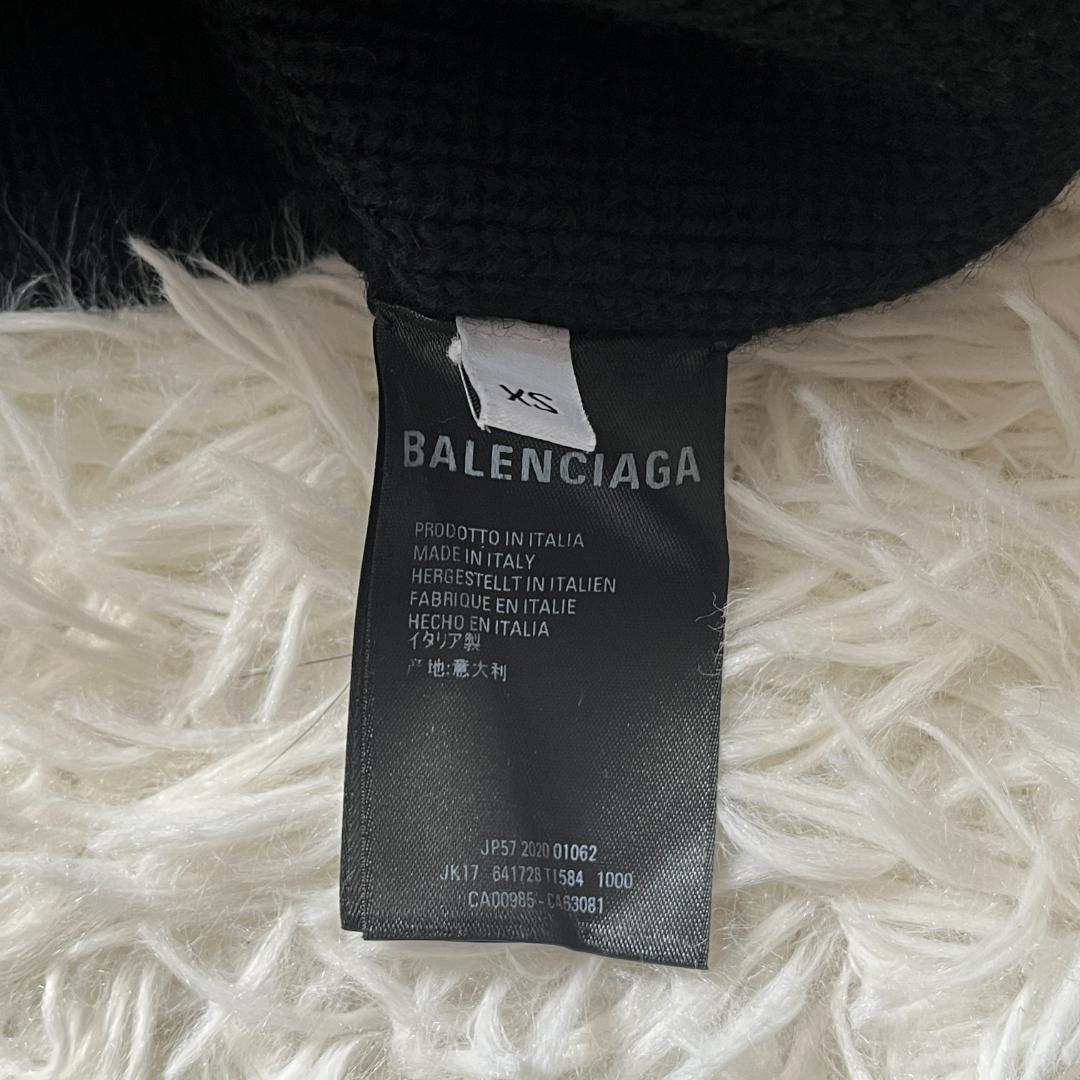 XS
BALENCIAGA
PRODOTTO IN ITALIA
MADE IN ITALY
HERGESTELLT IN ITALIEN
FABRIQUE EN ITALIE
HECHO EN ITALIA
イタリア製
产地:意大利
JP57 2020 01062
JK17 641728 T1584 1000
CA00985-CA63081